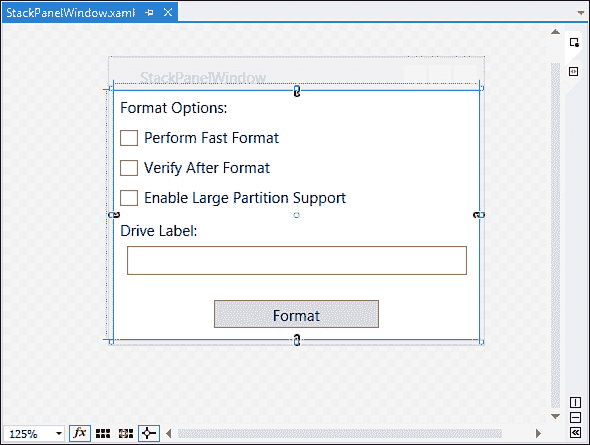 StackPanelWindow.xaml
StackPanelWindow
Format Options:
Perform Fast Format
Verify After Format
Enable Large Partition Support
Drive Label:
Format
125%
fx